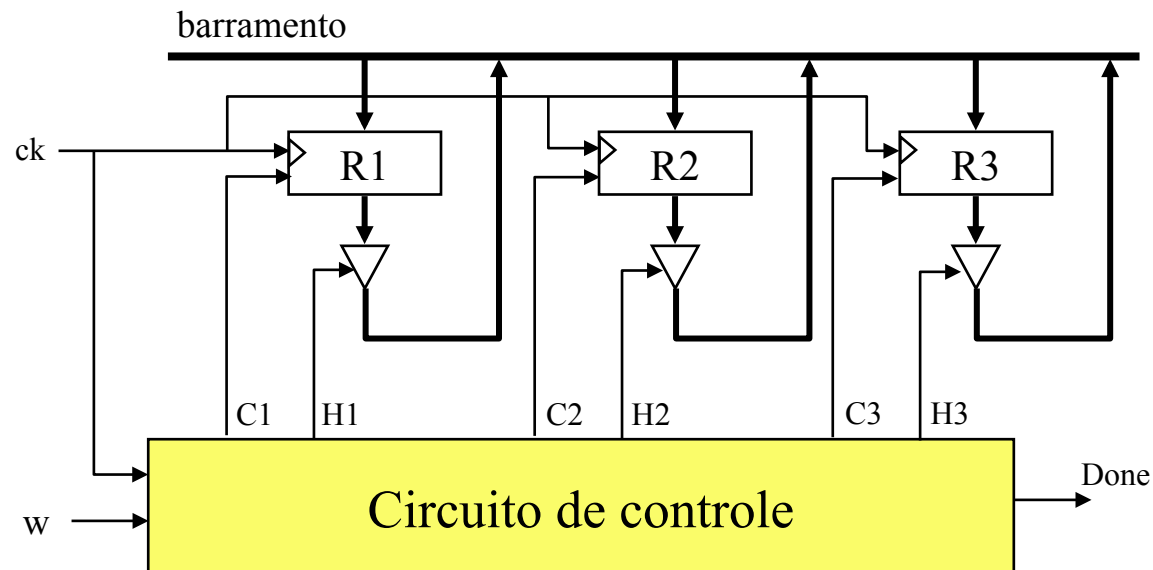 barramento
ck
R1
R2
R3
C1
H1
C2
H2
C3
H3
Circuito de controle
Done
w